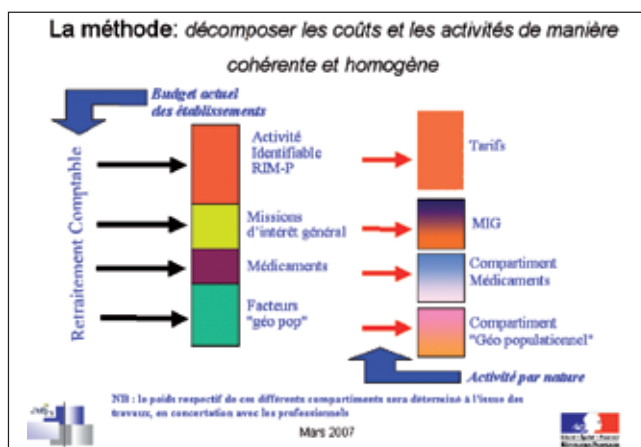 La méthode: décomposer les coûts et les activités de manière
cohérente et homogène
Budget actuel
des établissements
Retraitement Comptable
Activité
Identifiable
RIM-P
Tarifs
Missions
d'intérêt général
MIG
Médicaments
Compartiment
Médicaments
Facteurs
"géo pop"
Compartiment
"Géo populationnel"
Activité par nature
NB : le poids respectif de ces différents compartiments sera déterminé à l'issue des
travaux, en concertation avec les professionnels
Mars 2007